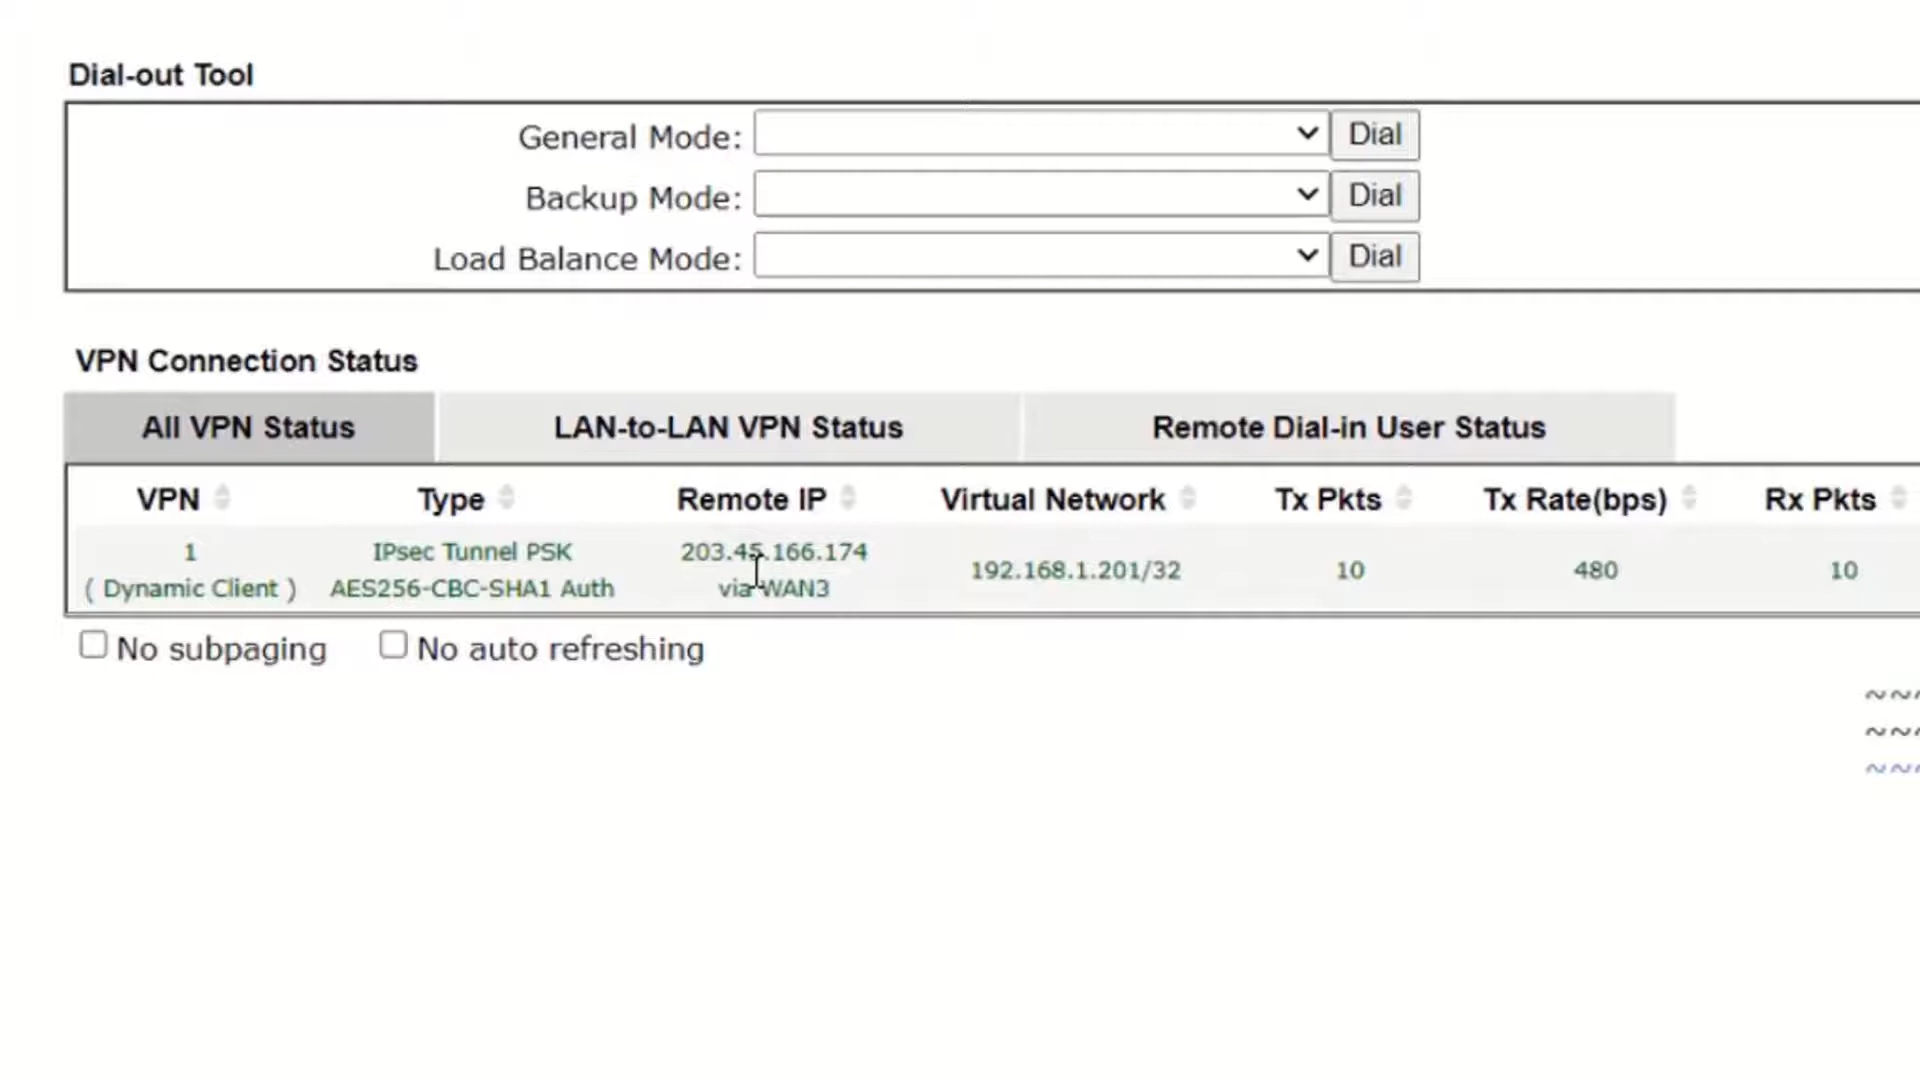 Dial-out Tool
General Mode: Dial
Backup Mode: Dial
Load Balance Mode: Dial
VPN Connection Status
All VPN Status LAN-to-LAN VPN Status Remote Dial-in User Status
VPN Type Remote IP Virtual Network Tx Pkts Tx Rate(bps) Rx Pkts
1 IPsec Tunnel PSK 203.45.166.174 192.168.1.201/32 10 480 10
( Dynamic Client ) AES256-CBC-SHA1 Auth via WAN3
No subpaging No auto refreshing
~~~
~~~
~~~